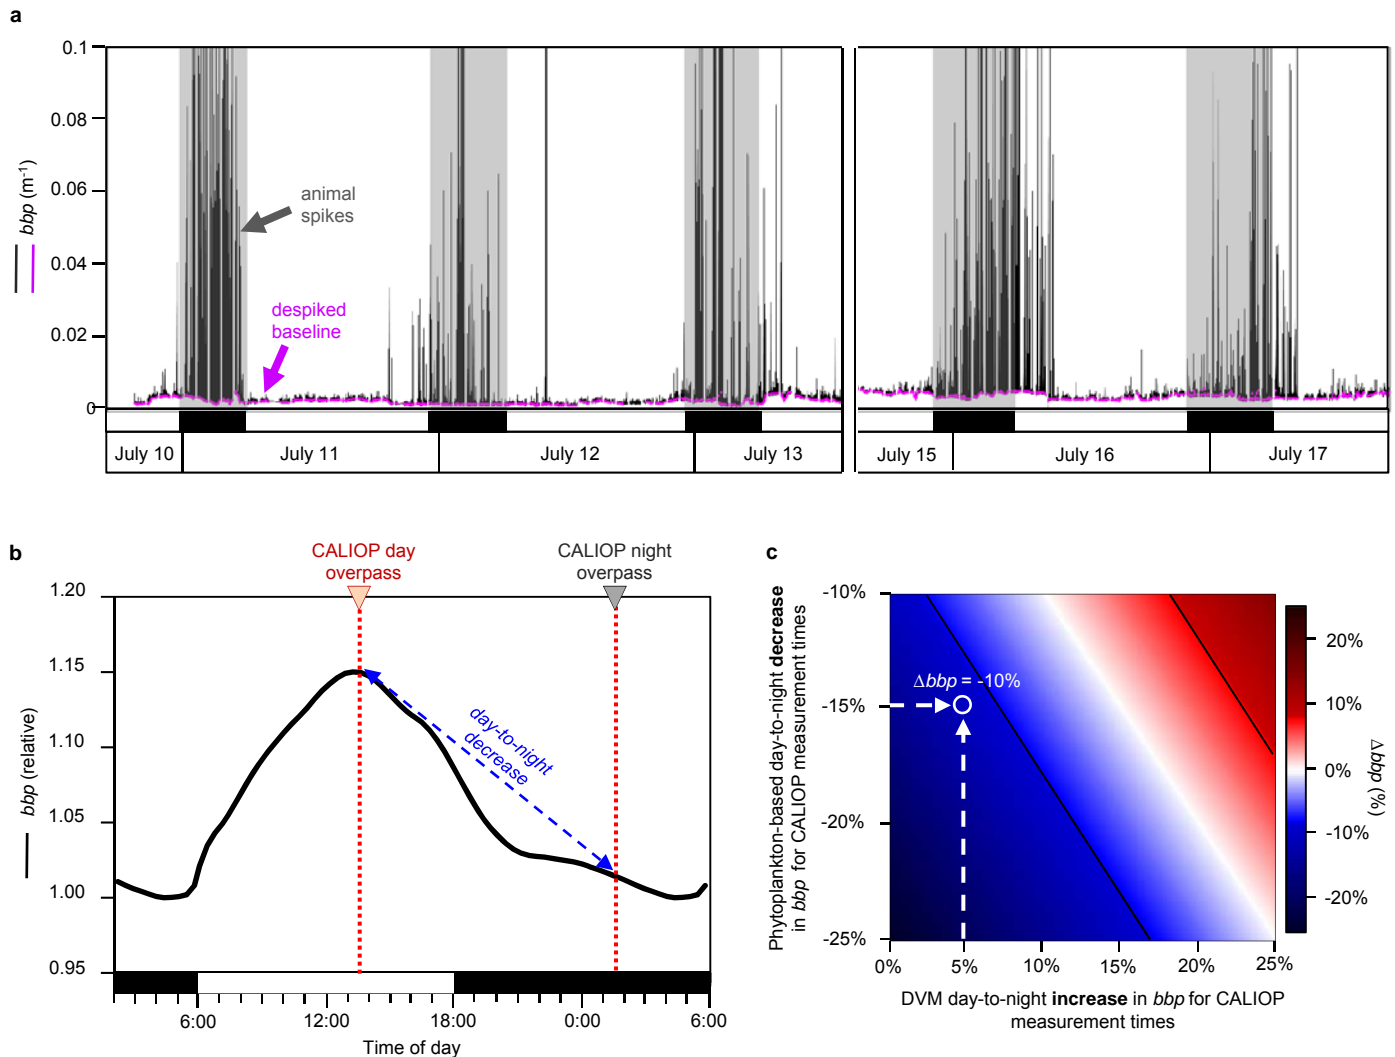 a
0.1
0.08
0.06
0.04
0.02
0
bbp (m-1)
animal
spikes
despiked
baseline
July 10
July 11
July 12
July 13
July 15
July 16
July 17
b
CALIOP day
overpass
CALIOP night
overpass
1.20
1.15
1.10
1.05
1.00
0.95
bbp (relative)
day-to-night
decrease
6:00
12:00
18:00
0:00
6:00
Time of day
c
-10%
-15%
-20%
-25%
Phytoplankton-based day-to-night decrease
in bbp for CALIOP measurement times
Δbbp = -10%
0%
5%
10%
15%
20%
25%
DVM day-to-night increase in bbp for CALIOP
measurement times
20%
10%
0%
-10%
-20%
Δbbp (%)